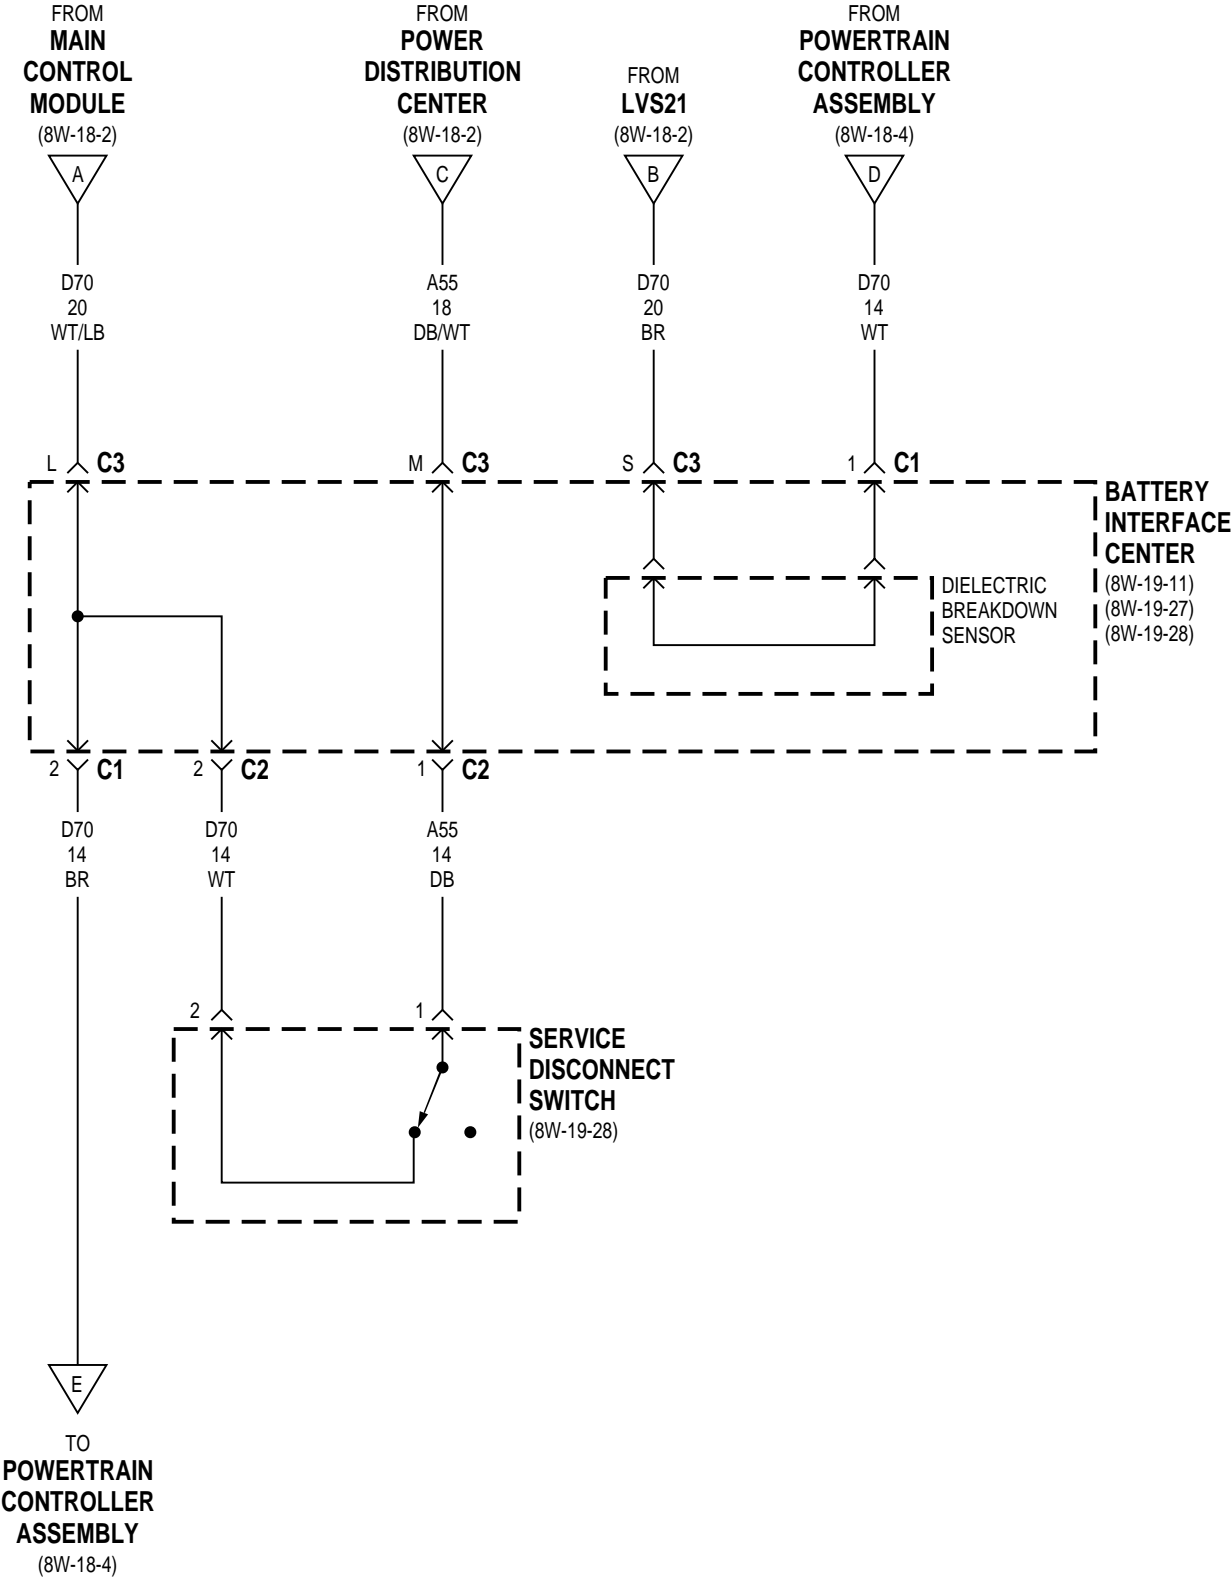 FROM
MAIN
CONTROL
MODULE
(8W-18-2)
A
FROM
POWER
DISTRIBUTION
CENTER
(8W-18-2)
C
FROM
LVS21
(8W-18-2)
B
FROM
POWERTRAIN
CONTROLLER
ASSEMBLY
(8W-18-4)
D
D70
20
WT/LB
A55
18
DB/WT
D70
20
BR
D70
14
WT
L C3
M C3
S C3
1 C1
BATTERY
INTERFACE
CENTER
(8W-19-11)
(8W-19-27)
(8W-19-28)
DIELECTRIC
BREAKDOWN
SENSOR
2 C1
2 C2
1 C2
D70
14
BR
D70
14
WT
A55
14
DB
2
1
SERVICE
DISCONNECT
SWITCH
(8W-19-28)
E
TO
POWERTRAIN
CONTROLLER
ASSEMBLY
(8W-18-4)